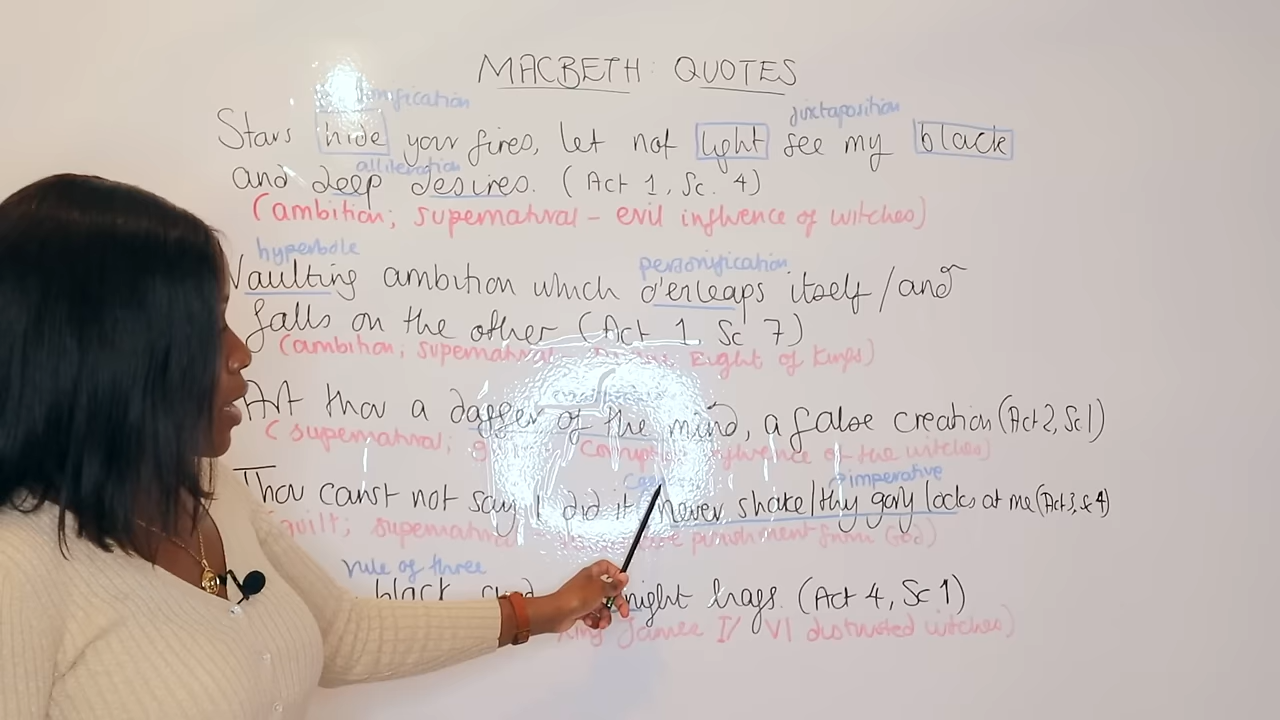 MACBETH: QUOTES
juxtaposition
Stars hide your fires, let not light see my black
alliteration
and deep desires. (Act 1, Sc. 4)
(ambition; supernatural - evil influence of witches)
hyperbole personification
Vaulting ambition which o'erleaps itself / and
falls on the other (Act 1 Sc 7)
(ambition; supernatural - Right of Kings)
Art thou a dagger of the mind, a false creation (Act 2, Sc 1)
(supernatural; influence of the witches)
imperative
Thou canst not say I did it never shake / thy gory locks at me (Act 3, Sc 4)
guilt; punishment from God)
rule of three
black and night hags. (Act 4, Sc 1)
King James I / VI distrusted witches)